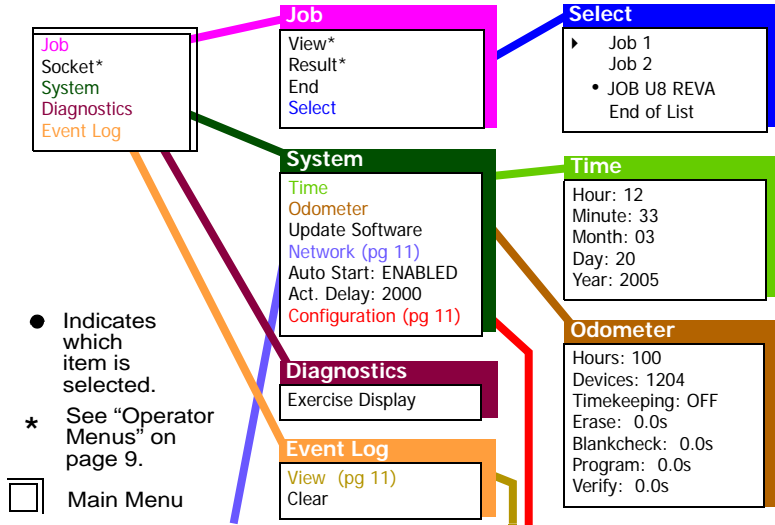 Job
Socket*
System
Diagnostics
Event Log
Job
View*
Result*
End
Select
Select
Job 1
Job 2
• JOB U8 REVA
End of List
System
Time
Odometer
Update Software
Network (pg 11)
Auto Start: ENABLED
Act. Delay: 2000
Configuration (pg 11)
Time
Hour: 12
Minute: 33
Month: 03
Day: 20
Year: 2005
Diagnostics
Exercise Display
Odometer
Hours: 100
Devices: 1204
Timekeeping: OFF
Erase: 0.0s
Blankcheck: 0.0s
Program: 0.0s
Verify: 0.0s
Event Log
View (pg 11)
Clear
● Indicates
which
item is
selected.
* See “Operator
Menus” on
page 9.
Main Menu